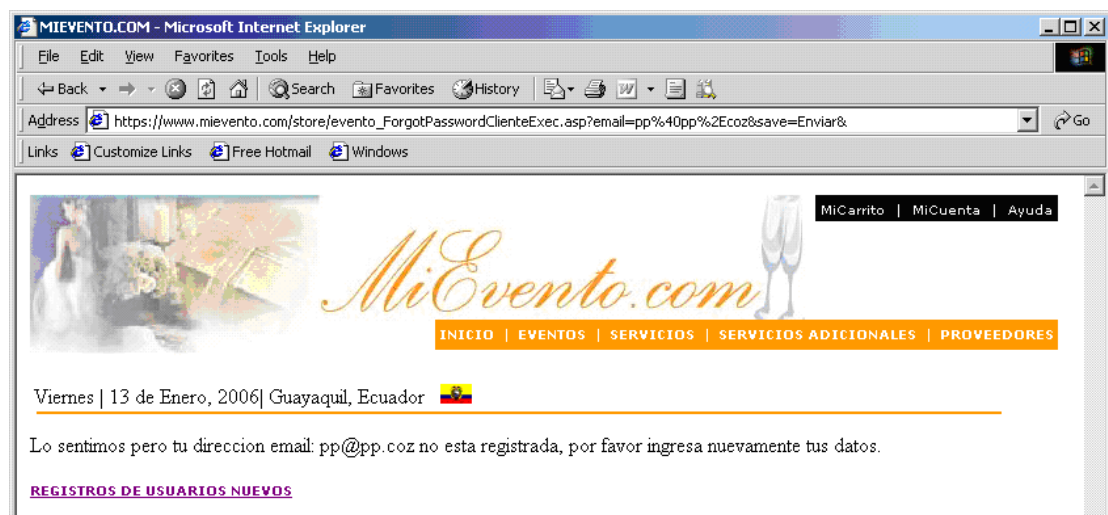 MIEVENTO.COM - Microsoft Internet Explorer
File Edit View Favorites Tools Help
Back Search Favorites History
Address https://www.mievento.com/store/evento_ForgotPasswordClienteExec.asp?email=pp%40pp%2Ecoz&save=Enviar& Go
Links Customize Links Free Hotmail Windows
MiCarrito | MiCuenta | Ayuda
MiEvento.com
INICIO | EVENTOS | SERVICIOS | SERVICIOS ADICIONALES | PROVEEDORES
Viernes | 13 de Enero, 2006| Guayaquil, Ecuador
Lo sentimos pero tu direccion email: pp@pp.coz no esta registrada, por favor ingresa nuevamente tus datos.
REGISTROS DE USUARIOS NUEVOS